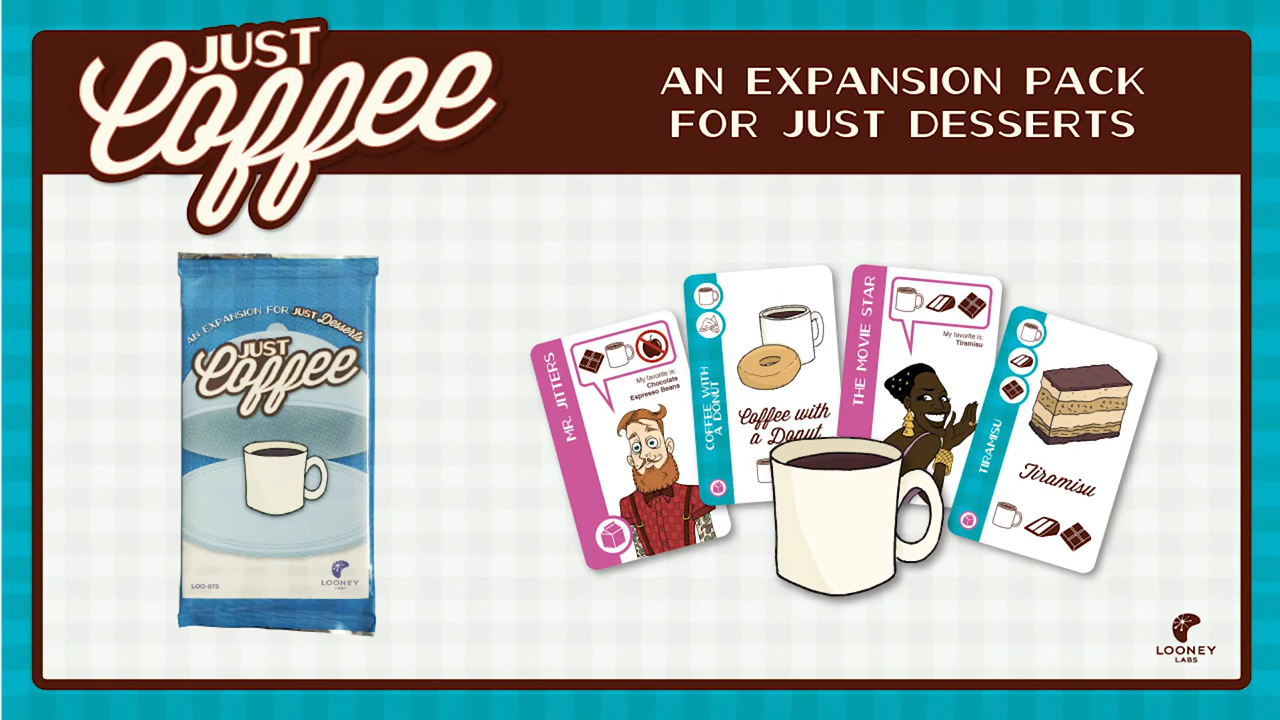 JUST
Coffee
AN EXPANSION PACK
FOR JUST DESSERTS
AN EXPANSION FOR JUST Desserts
JUST
Coffee
LOO-075
LOONEY
LABS
MR. JITTERS
My favorite is:
Chocolate
Espresso Beans
COFFEE WITH
A DONUT
Coffee with
a Donut
THE MOVIE STAR
My favorite is:
Tiramisu
TIRAMISU
Tiramisu
LOONEY
LABS